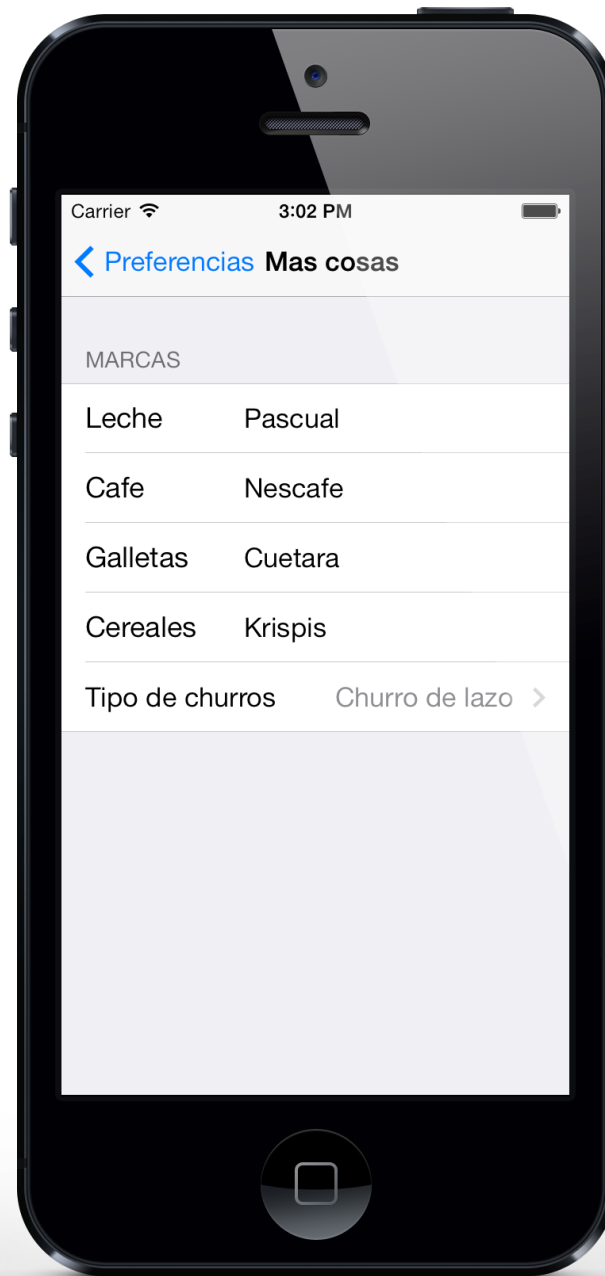 Carrier 3:02 PM
Preferencias Mas cosas
MARCAS
Leche Pascual
Cafe Nescafe
Galletas Cuetara
Cereales Krispis
Tipo de churros Churro de lazo